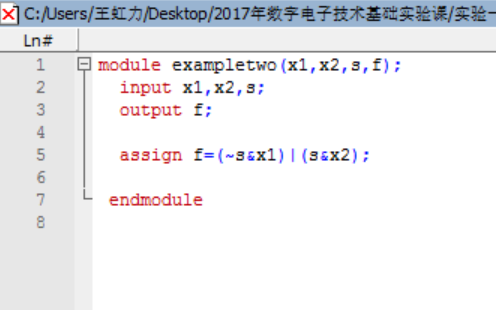 C:/Users/王虹力/Desktop/2017年数字电子技术基础实验课/实验一
Ln#
1 module exampletwo(x1,x2,s,f);
2 input x1,x2,s;
3 output f;
4
5 assign f=(~s&x1)|(s&x2);
6
7 endmodule
8